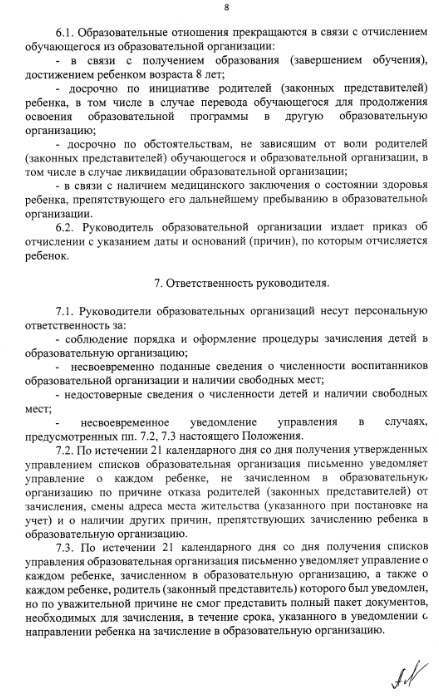 8
6.1. Образовательные отношения прекращаются в связи с отчислением
обучающегося из образовательной организации:
- в связи с получением образования (завершением обучения),
достижением ребенком возраста 8 лет;
- досрочно по инициативе родителей (законных представителей)
ребенка, в том числе в случае перевода обучающегося для продолжения
освоения образовательной программы в другую образовательную
организацию;
- досрочно по обстоятельствам, не зависящим от воли родителей
(законных представителей) обучающегося и образовательной организации, в
том числе в случае ликвидации образовательной организации;
- в связи с наличием медицинского заключения о состоянии здоровья
ребенка, препятствующего его дальнейшему пребыванию в образовательной
организации.
6.2. Руководитель образовательной организации издает приказ об
отчислении с указанием даты и оснований (причин), по которым отчисляется
ребенок.
7. Ответственность руководителя.
7.1. Руководители образовательных организаций несут персональную
ответственность за:
- соблюдение порядка и оформление процедуры зачисления детей в
образовательную организацию;
- несвоевременно поданные сведения о численности воспитанников
образовательной организации и наличии свободных мест;
- недостоверные сведения о численности детей и наличии свободных
мест;
- несвоевременное уведомление управления в случаях,
предусмотренных пп. 7.2, 7.3 настоящего Положения.
7.2. По истечении 21 календарного дня со дня получения утвержденных
управлением списков образовательная организация письменно уведомляет
управление о каждом ребенке, не зачисленном в образовательную
организацию по причине отказа родителей (законных представителей) от
зачисления, смены адреса места жительства (указанного при постановке на
учет) и о наличии других причин, препятствующих зачислению ребенка в
образовательную организацию.
7.3. По истечении 21 календарного дня со дня получения списков
управления образовательная организация письменно уведомляет управление о
каждом ребенке, зачисленном в образовательную организацию, а также о
каждом ребенке, родитель (законный представитель) которого был уведомлен,
но по уважительной причине не смог представить полный пакет документов,
необходимых для зачисления, в течение срока, указанного в уведомлении о
направлении ребенка на зачисление в образовательную организацию.